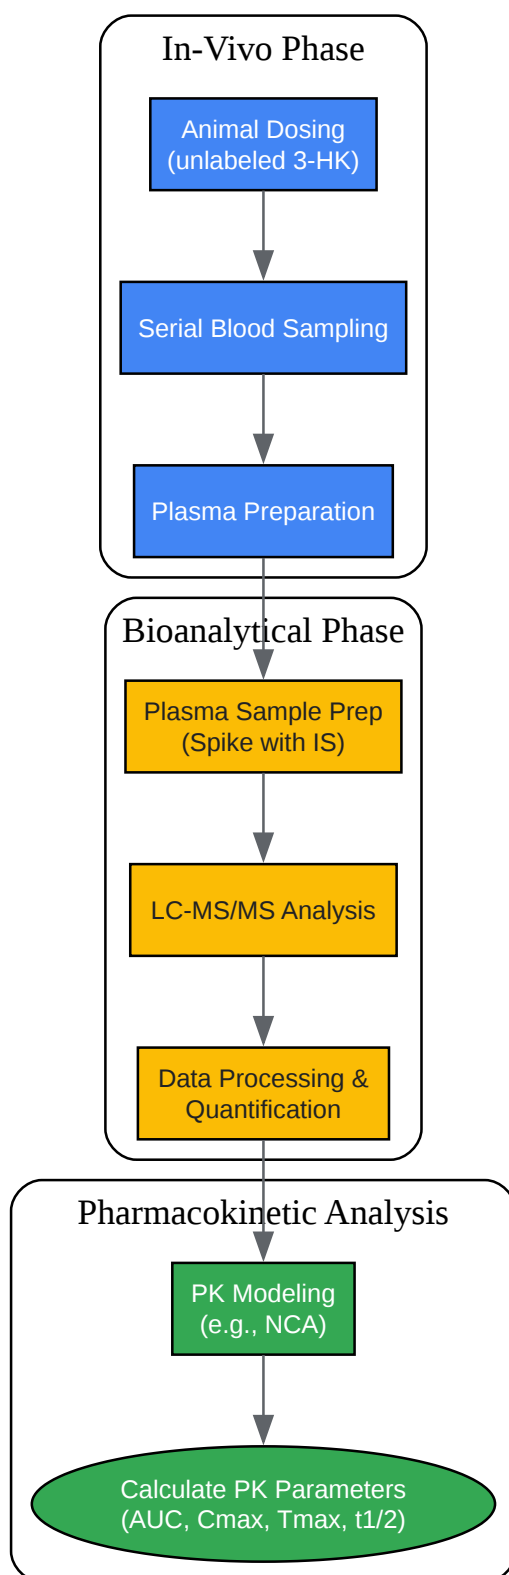 In-Vivo Phase
Animal Dosing
(unlabeled 3-HK)
Serial Blood Sampling
Plasma Preparation
Bioanalytical Phase
Plasma Sample Prep
(Spike with IS)
LC-MS/MS Analysis
Data Processing &
Quantification
Pharmacokinetic Analysis
PK Modeling
(e.g., NCA)
Calculate PK Parameters
(AUC, Cmax, Tmax, t1/2)